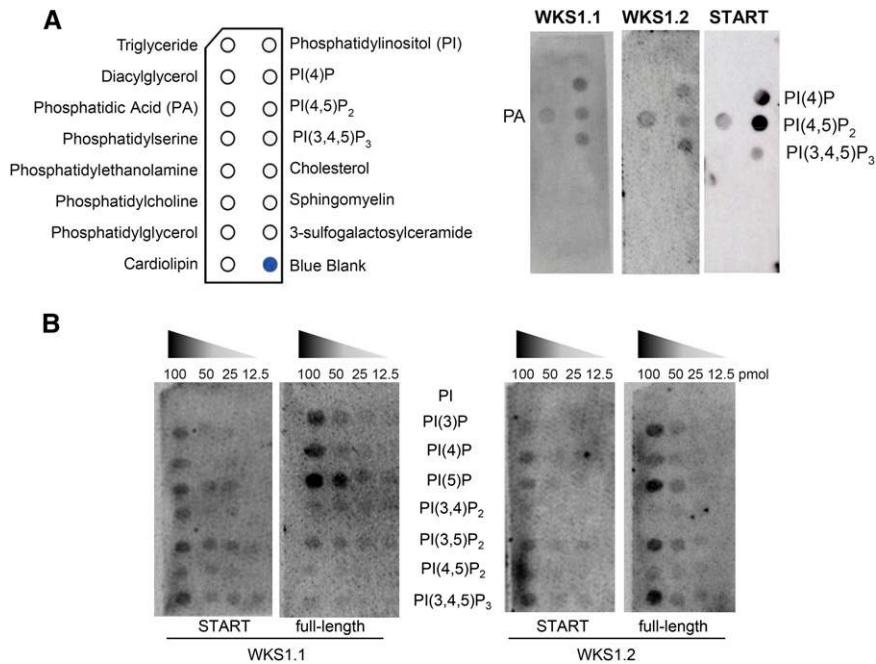 A
Triglyceride Phosphatidylinositol (PI)
Diacylglycerol PI(4)P
Phosphatidic Acid (PA) PI(4,5)P2
Phosphatidylserine PI(3,4,5)P3
Phosphatidylethanolamine Cholesterol
Phosphatidylcholine Sphingomyelin
Phosphatidylglycerol 3-sulfogalactosylceramide
Cardiolipin Blue Blank
WKS1.1 WKS1.2 START
PI(4)P
PA PI(4,5)P2
PI(3,4,5)P3
B
100 50 25 12.5 100 50 25 12.5 100 50 25 12.5 100 50 25 12.5 pmol
PI
PI(3)P
PI(4)P
PI(5)P
PI(3,4)P2
PI(3,5)P2
PI(4,5)P2
PI(3,4,5)P3
START full-length START full-length
WKS1.1 WKS1.2